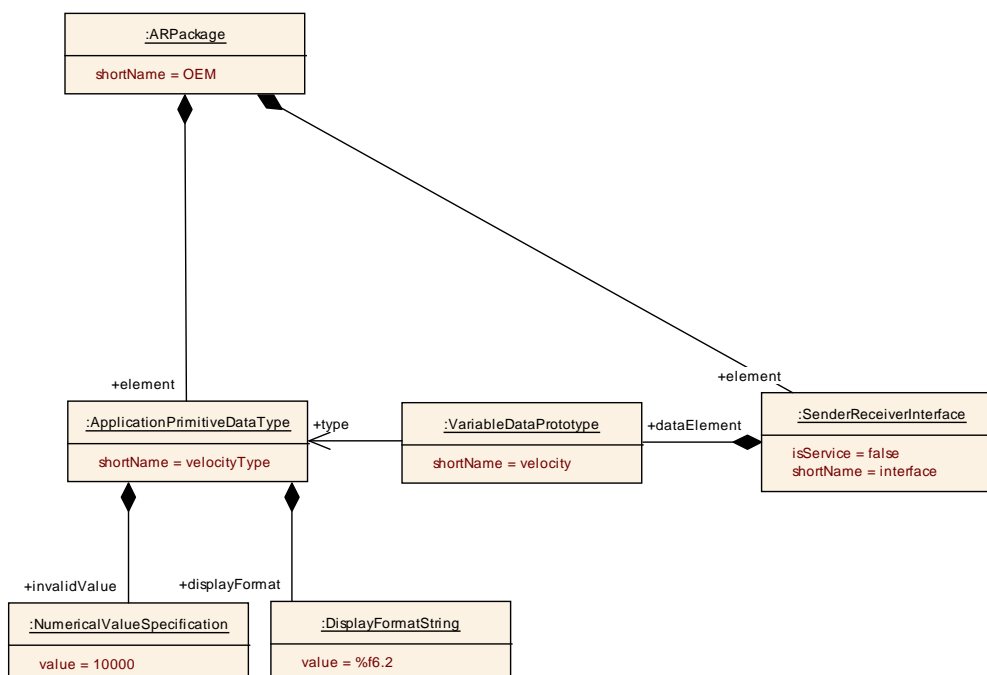 :ARPackage
shortName = OEM
+element
+element
:ApplicationPrimitiveDataType
shortName = velocityType
+type
:VariableDataPrototype
shortName = velocity
+dataElement
:SenderReceiverInterface
isService = false
shortName = interface
+invalidValue
+displayFormat
:NumericalValueSpecification
value = 10000
:DisplayFormatString
value = %f6.2